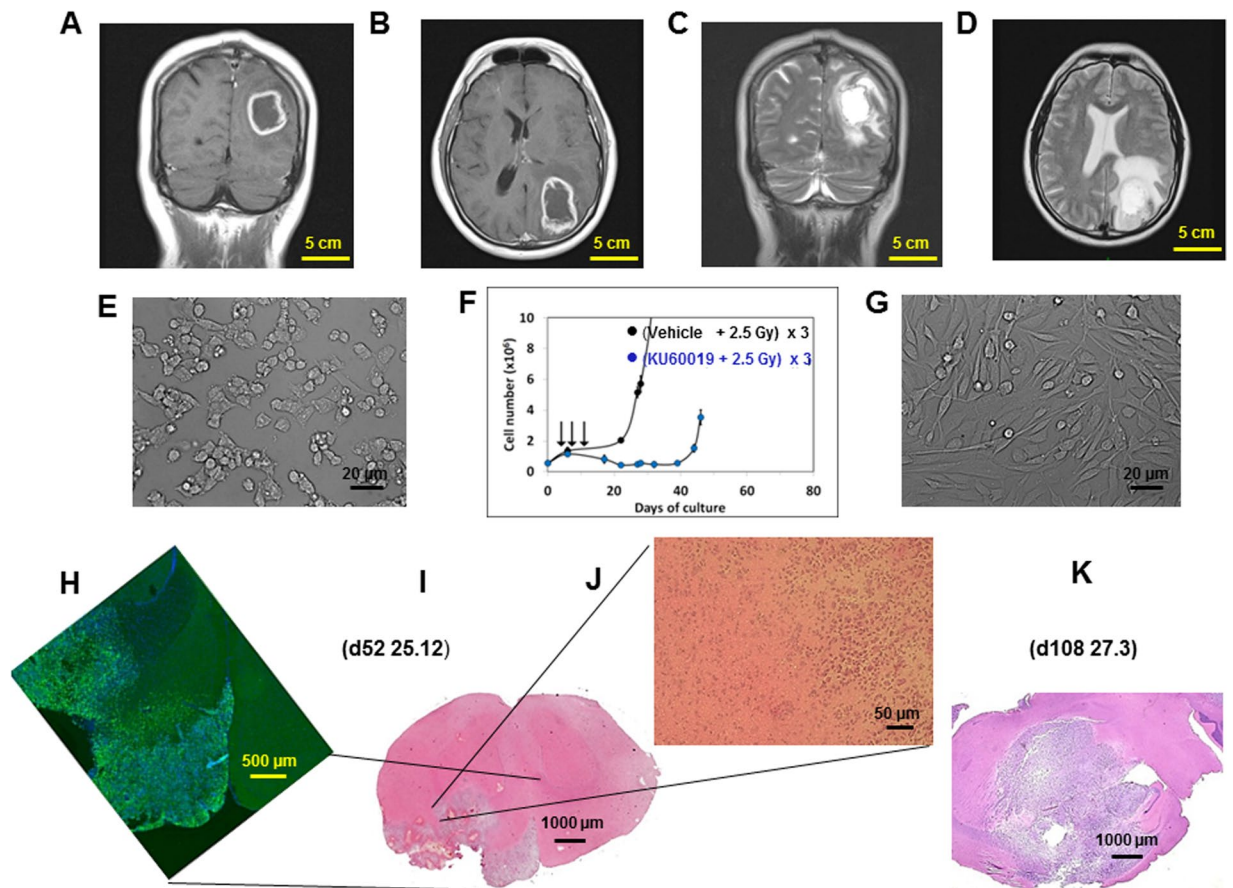 A
B
C
D
5 cm
5 cm
5 cm
5 cm
E
F
G
20 µm
10
8
6
4
2
0
Cell number (x10⁶)
(Vehicle + 2.5 Gy) x 3
(KU60019 + 2.5 Gy) x 3
0 20 40 60 80
Days of culture
20 µm
H
I
J
K
(d52 25.12)
(d108 27.3)
500 µm
1000 µm
50 µm
1000 µm